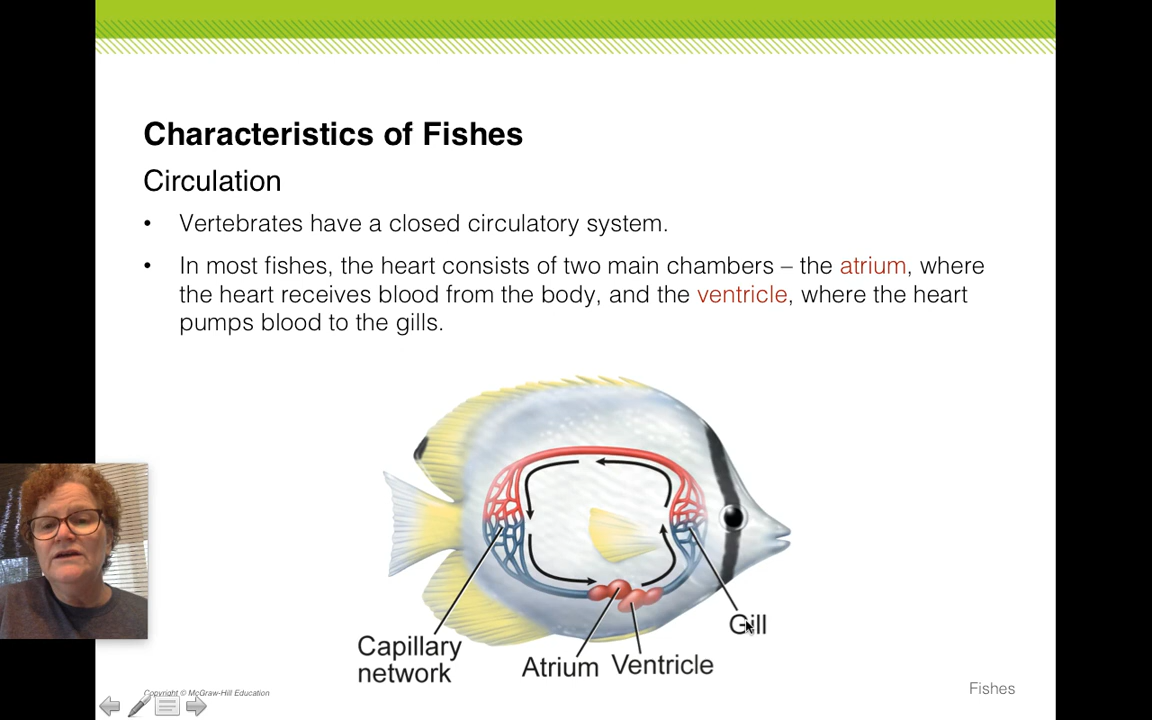 Characteristics of Fishes
Circulation
• Vertebrates have a closed circulatory system.
• In most fishes, the heart consists of two main chambers – the atrium, where
the heart receives blood from the body, and the ventricle, where the heart
pumps blood to the gills.
Gill
Capillary
network
Atrium
Ventricle
Copyright © McGraw-Hill Education
Fishes